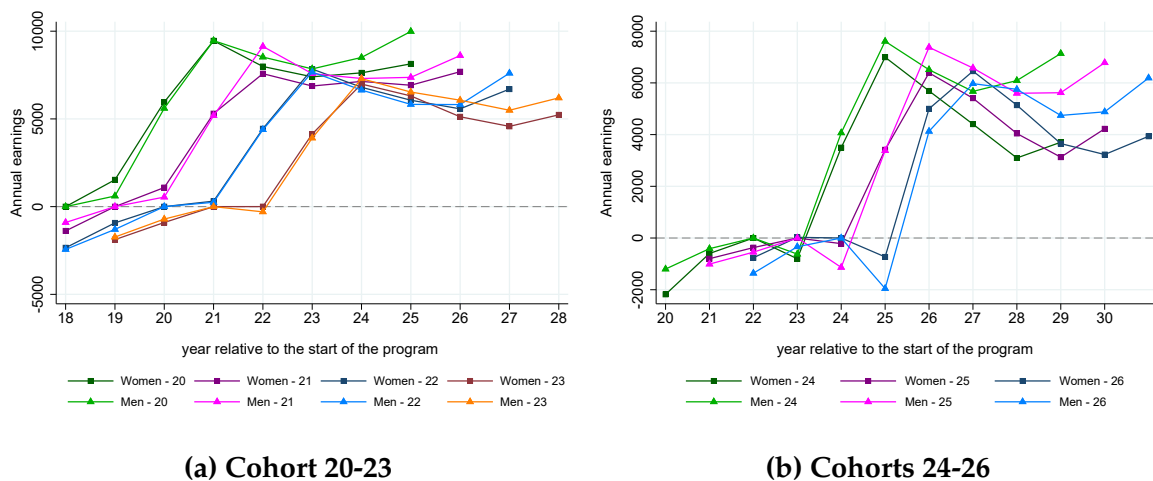 Annual earnings
10000
5000
0
-5000
18 19 20 21 22 23 24 25 26 27 28
year relative to the start of the program
Women - 20 Women - 21 Women - 22 Women - 23
Men - 20 Men - 21 Men - 22 Men - 23
(a) Cohort 20-23
Annual earnings
8000
6000
4000
2000
0
-2000
20 21 22 23 24 25 26 27 28 29 30
year relative to the start of the program
Women - 24 Women - 25 Women - 26
Men - 24 Men - 25 Men - 26
(b) Cohorts 24-26